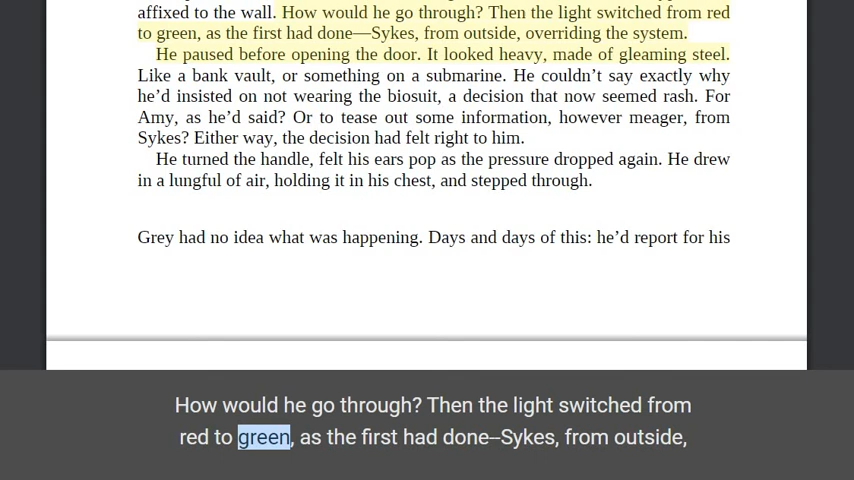 affixed to the wall. How would he go through? Then the light switched from red
to green, as the first had done—Sykes, from outside, overriding the system.
He paused before opening the door. It looked heavy, made of gleaming steel.
Like a bank vault, or something on a submarine. He couldn’t say exactly why
he’d insisted on not wearing the biosuit, a decision that now seemed rash. For
Amy, as he’d said? Or to tease out some information, however meager, from
Sykes? Either way, the decision had felt right to him.
He turned the handle, felt his ears pop as the pressure dropped again. He drew
in a lungful of air, holding it in his chest, and stepped through.
Grey had no idea what was happening. Days and days of this: he’d report for his
How would he go through? Then the light switched from
red to green, as the first had done--Sykes, from outside,